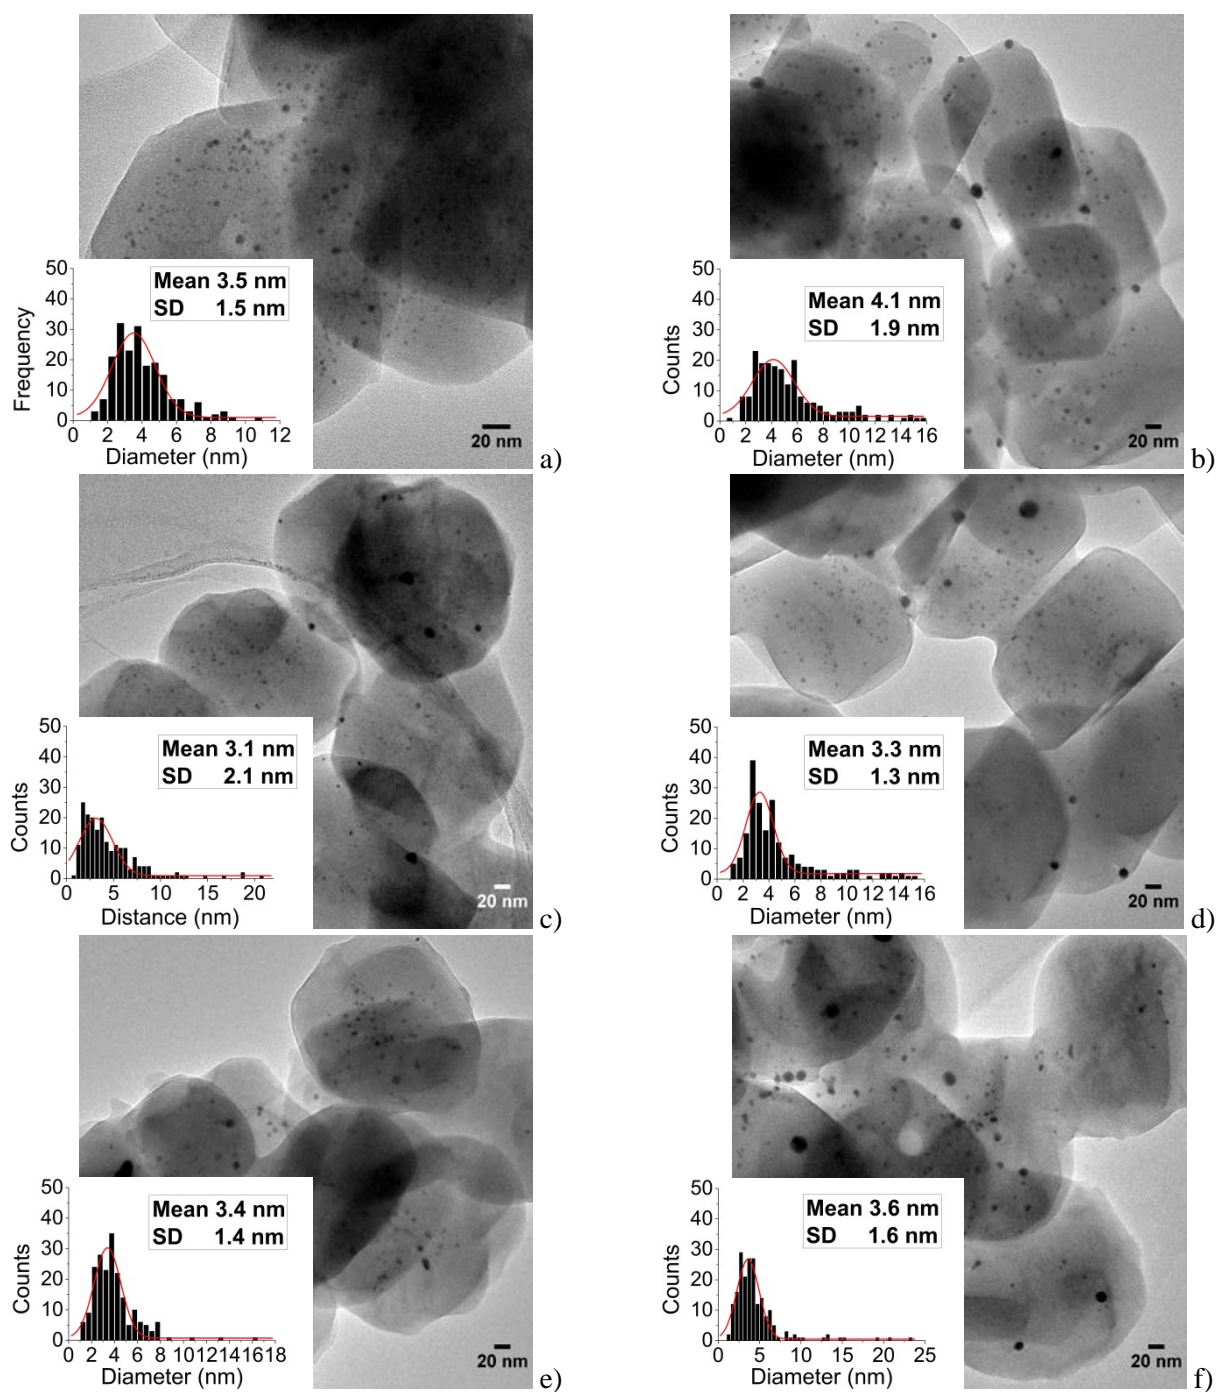 50
Mean 3.5 nm
SD 1.5 nm
40
30
20
10
0
Frequency
0 2 4 6 8 10 12
Diameter (nm)
20 nm
a)
50
Mean 4.1 nm
SD 1.9 nm
40
30
20
10
0
Counts
0 2 4 6 8 10 12 14 16
Diameter (nm)
20 nm
b)
50
Mean 3.1 nm
SD 2.1 nm
40
30
20
10
0
Counts
0 5 10 15 20
Distance (nm)
20 nm
c)
50
Mean 3.3 nm
SD 1.3 nm
40
30
20
10
0
Counts
0 2 4 6 8 10 12 14 16
Diameter (nm)
20 nm
d)
50
Mean 3.4 nm
SD 1.4 nm
40
30
20
10
0
Counts
0 2 4 6 8 10 12 14 16 18
Diameter (nm)
20 nm
e)
50
Mean 3.6 nm
SD 1.6 nm
40
30
20
10
0
Counts
0 5 10 15 20 25
Diameter (nm)
20 nm
f)